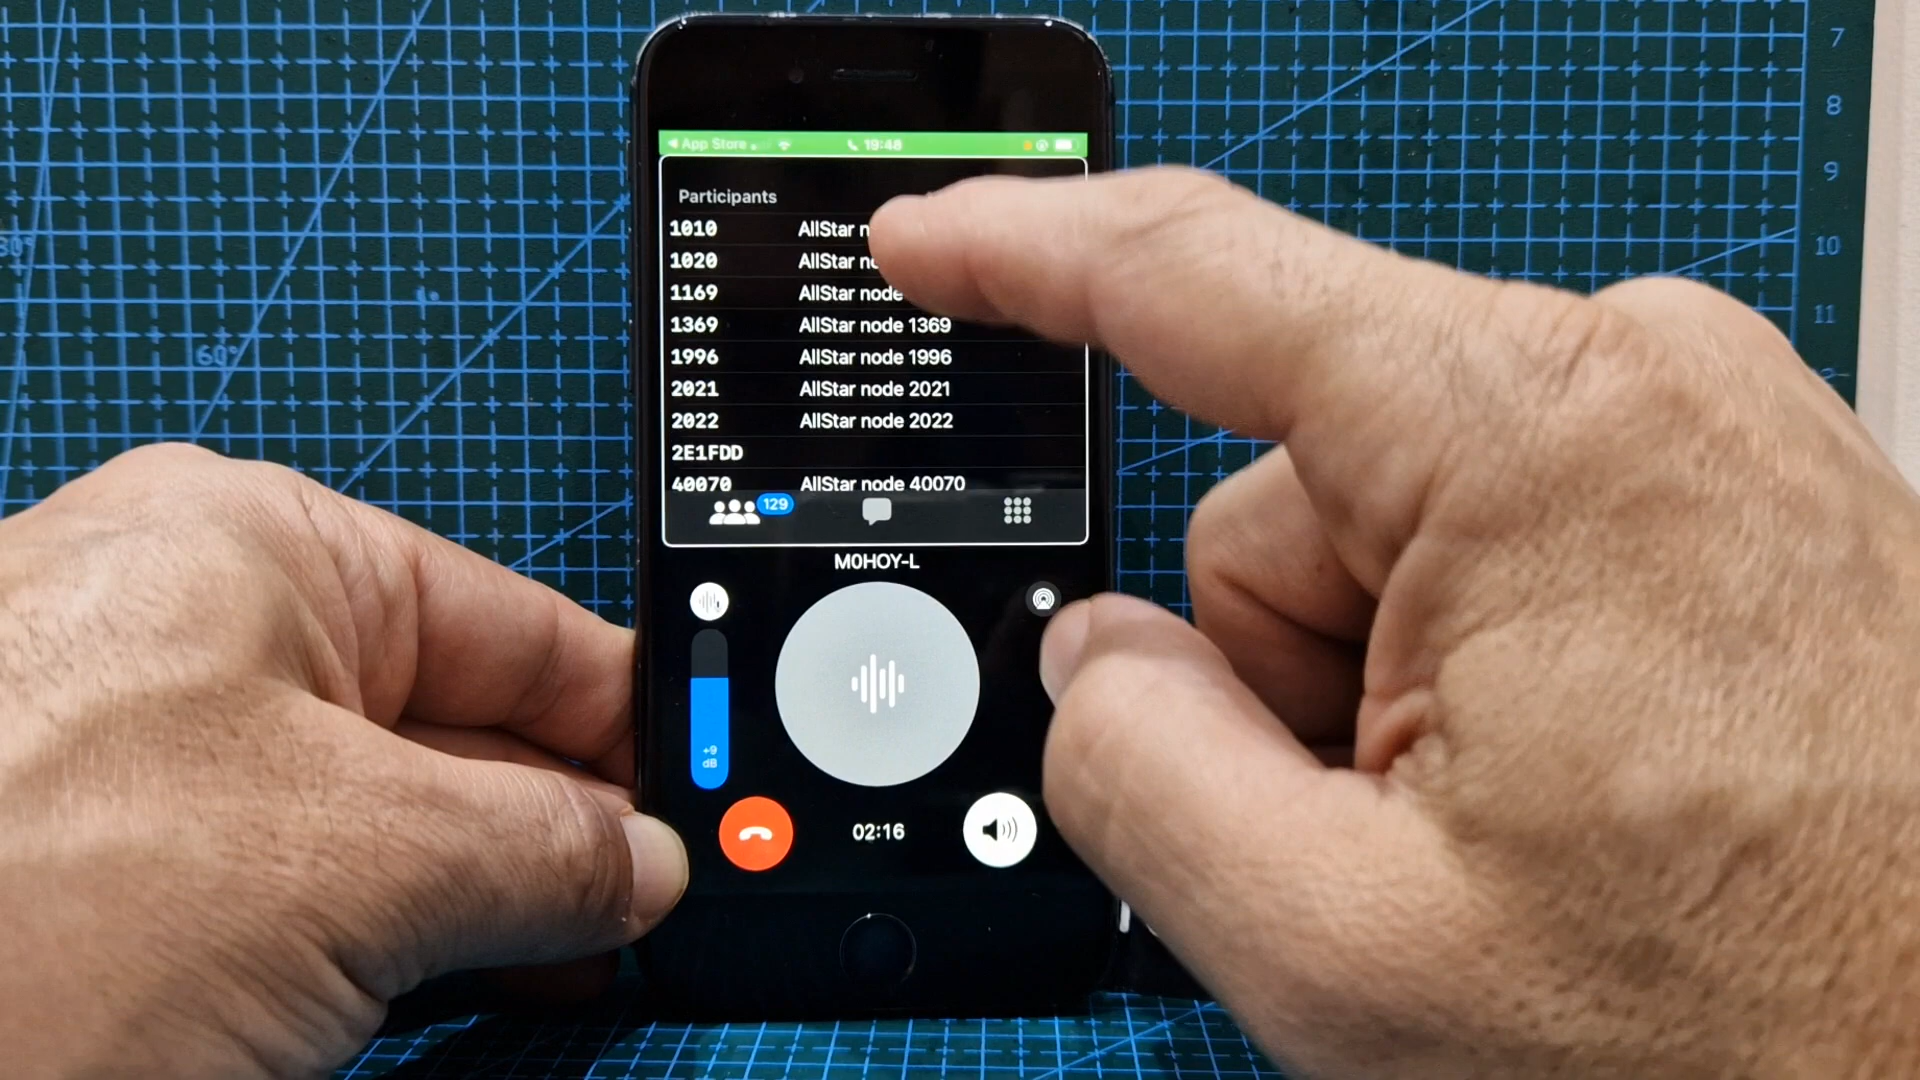 App Store 19:48
Participants
1010 AllStar
1020 AllStar
1169 AllStar node
1369 AllStar node 1369
1996 AllStar node 1996
2021 AllStar node 2021
2022 AllStar node 2022
2E1FDD
40070 AllStar node 40070
129
M0HOY-L
+9
dB
02:16
7
8
9
10
11
60°